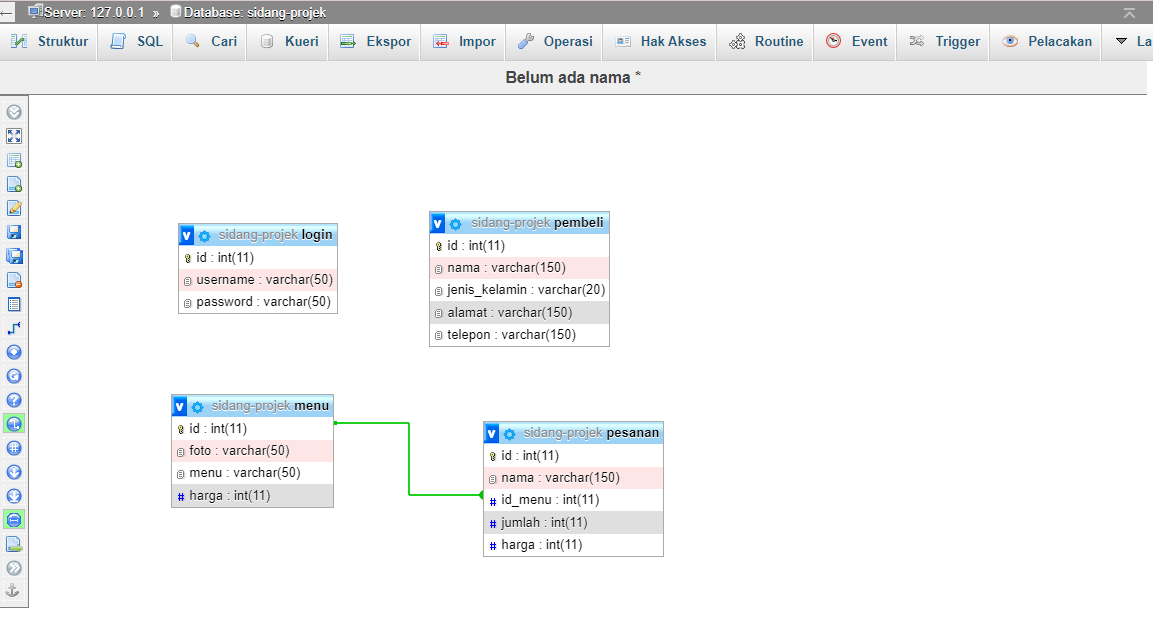 Server: 127.0.0.1 » Database: sidang-projek
Struktur SQL Cari Kueri Ekspor Impor Operasi Hak Akses Routine Event Trigger Pelacakan La
Belum ada nama *
v sidang-projek login
id : int(11)
username : varchar(50)
password : varchar(50)
v sidang-projek pembeli
id : int(11)
nama : varchar(150)
jenis_kelamin : varchar(20)
alamat : varchar(150)
telepon : varchar(150)
v sidang-projek menu
id : int(11)
foto : varchar(50)
menu : varchar(50)
# harga : int(11)
v sidang-projek pesanan
id : int(11)
nama : varchar(150)
# id_menu : int(11)
# jumlah : int(11)
# harga : int(11)